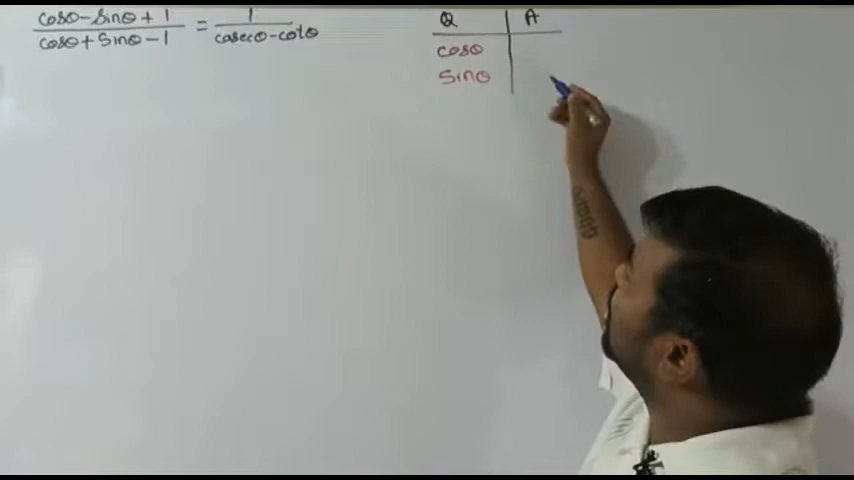 cosθ-sinθ+1 / cosθ+sinθ-1 = 1 / cosecθ-cotθ
Q A
cosθ
sinθ